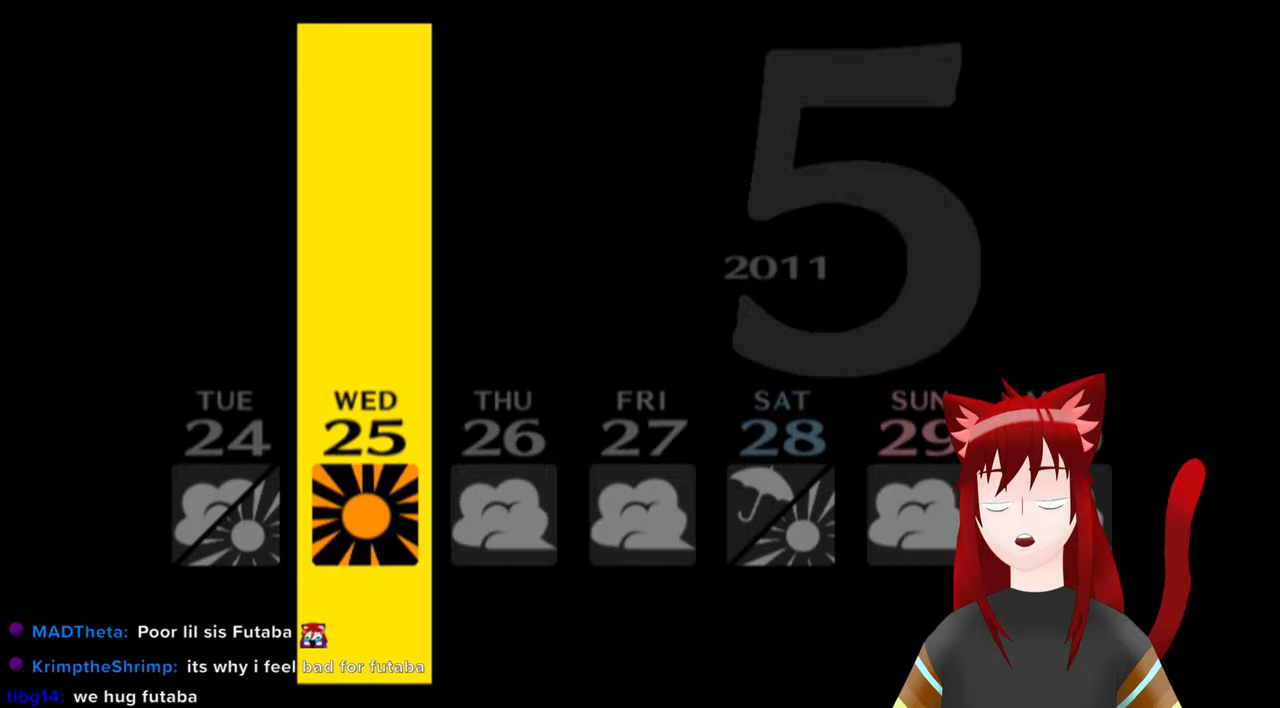 5
2011
TUE WED THU FRI SAT SUN
24 25 26 27 28 29
MADTheta: Poor lil sis Futaba
KrimptheShrimp: its why i feel bad for futaba
tlbg14: we hug futaba